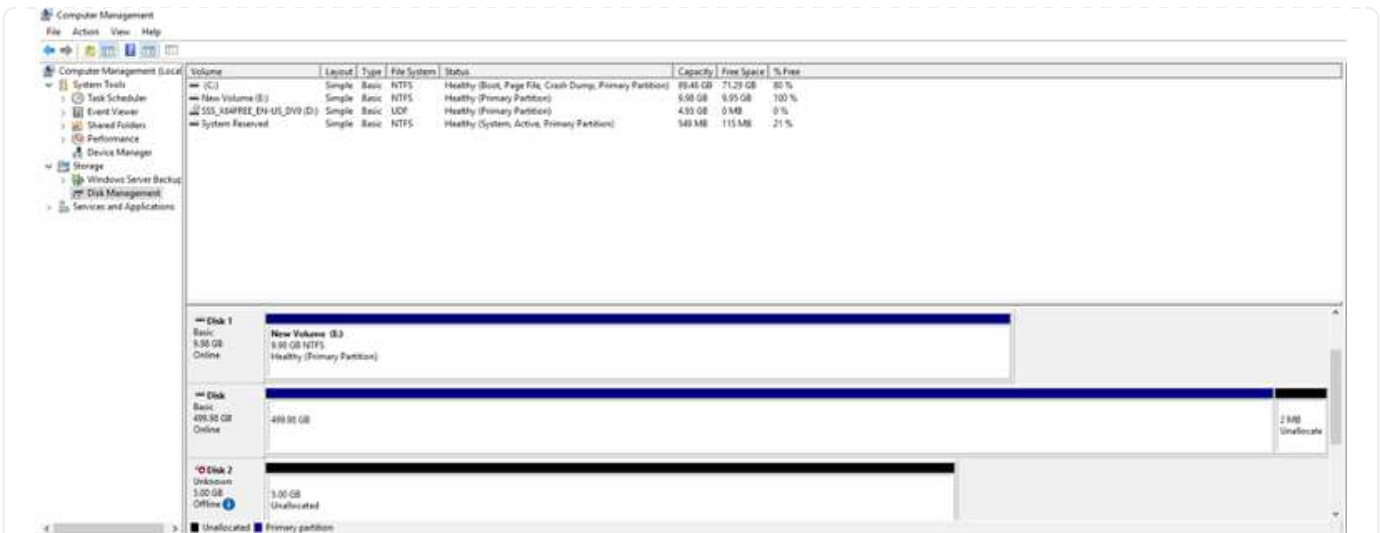 Computer Management
File Action View Help
Computer Management (Local
System Tools
Task Scheduler
Event Viewer
Shared Folders
Performance
Device Manager
Storage
Windows Server Backup
Disk Management
Services and Applications
Volume Layout Type File System Status Capacity Free Space % Free
(C:) Simple Basic NTFS Healthy (Boot, Page File, Crash Dump, Primary Partition) 89.46 GB 71.29 GB 80 %
New Volume (E:) Simple Basic NTFS Healthy (Primary Partition) 9.98 GB 9.95 GB 100 %
SSS_X64FREE_EN-US_DV9 (D:) Simple Basic UDF Healthy (Primary Partition) 4.93 GB 0 MB 0 %
System Reserved Simple Basic NTFS Healthy (System, Active, Primary Partition) 549 MB 115 MB 21 %
Disk 1
Basic
9.98 GB
Online
New Volume (E:)
9.98 GB NTFS
Healthy (Primary Partition)
Disk
Basic
499.98 GB
Online
499.98 GB
2 MB
Unallocate
Disk 2
Unknown
5.00 GB
Offline
5.00 GB
Unallocated
Unallocated Primary partition